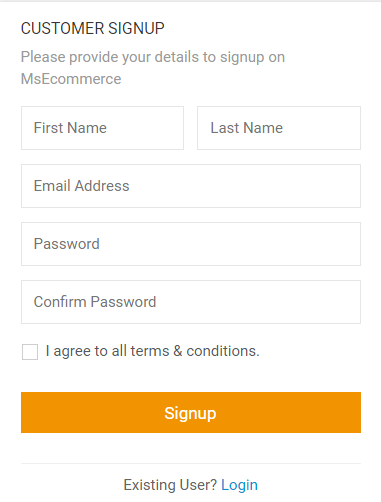 CUSTOMER SIGNUP
Please provide your details to signup on
MsEcommerce
First Name
Last Name
Email Address
Password
Confirm Password
I agree to all terms & conditions.
Signup
Existing User? Login